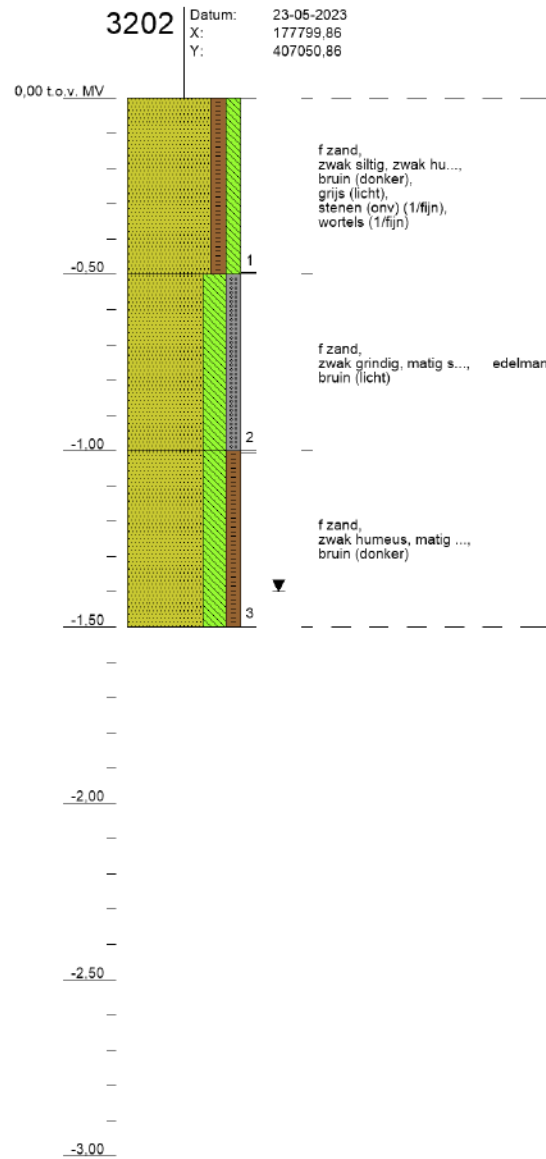 3202
Datum: 23-05-2023
X: 177799,86
Y: 407050,86
0,00 t.o.v. MV
f zand,
zwak siltig, zwak hu...,
bruin (donker),
grijs (licht),
stenen (onv) (1/fijn),
wortels (1/fijn)
1
-0,50
f zand,
zwak grindig, matig s..., edelman
bruin (licht)
2
-1,00
f zand,
zwak humeus, matig ...,
bruin (donker)
3
-1,50
-2,00
-2,50
-3,00